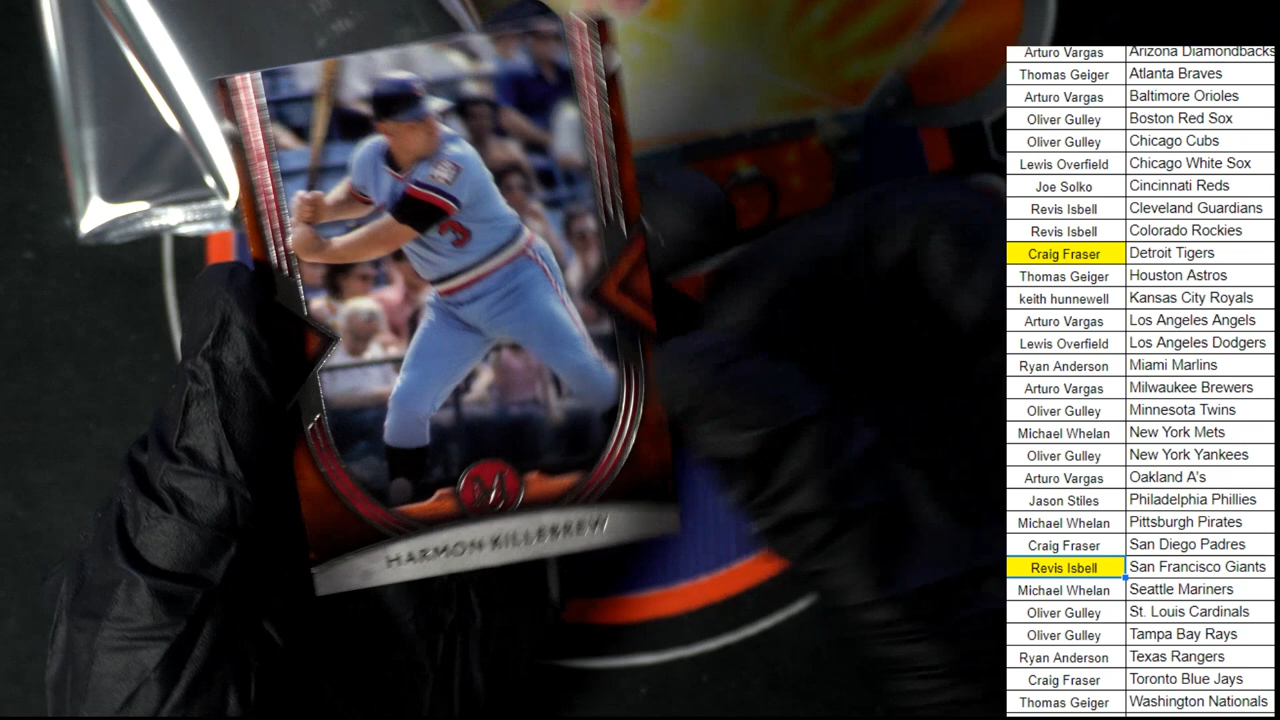 3
M
HARMON KILLEBREW
Arturo Vargas Arizona Diamondbacks
Thomas Geiger Atlanta Braves
Arturo Vargas Baltimore Orioles
Oliver Gulley Boston Red Sox
Oliver Gulley Chicago Cubs
Lewis Overfield Chicago White Sox
Joe Solko Cincinnati Reds
Revis Isbell Cleveland Guardians
Revis Isbell Colorado Rockies
Craig Fraser Detroit Tigers
Thomas Geiger Houston Astros
keith hunnewell Kansas City Royals
Arturo Vargas Los Angeles Angels
Lewis Overfield Los Angeles Dodgers
Ryan Anderson Miami Marlins
Arturo Vargas Milwaukee Brewers
Oliver Gulley Minnesota Twins
Michael Whelan New York Mets
Oliver Gulley New York Yankees
Arturo Vargas Oakland A's
Jason Stiles Philadelphia Phillies
Michael Whelan Pittsburgh Pirates
Craig Fraser San Diego Padres
Revis Isbell San Francisco Giants
Michael Whelan Seattle Mariners
Oliver Gulley St. Louis Cardinals
Oliver Gulley Tampa Bay Rays
Ryan Anderson Texas Rangers
Craig Fraser Toronto Blue Jays
Thomas Geiger Washington Nationals